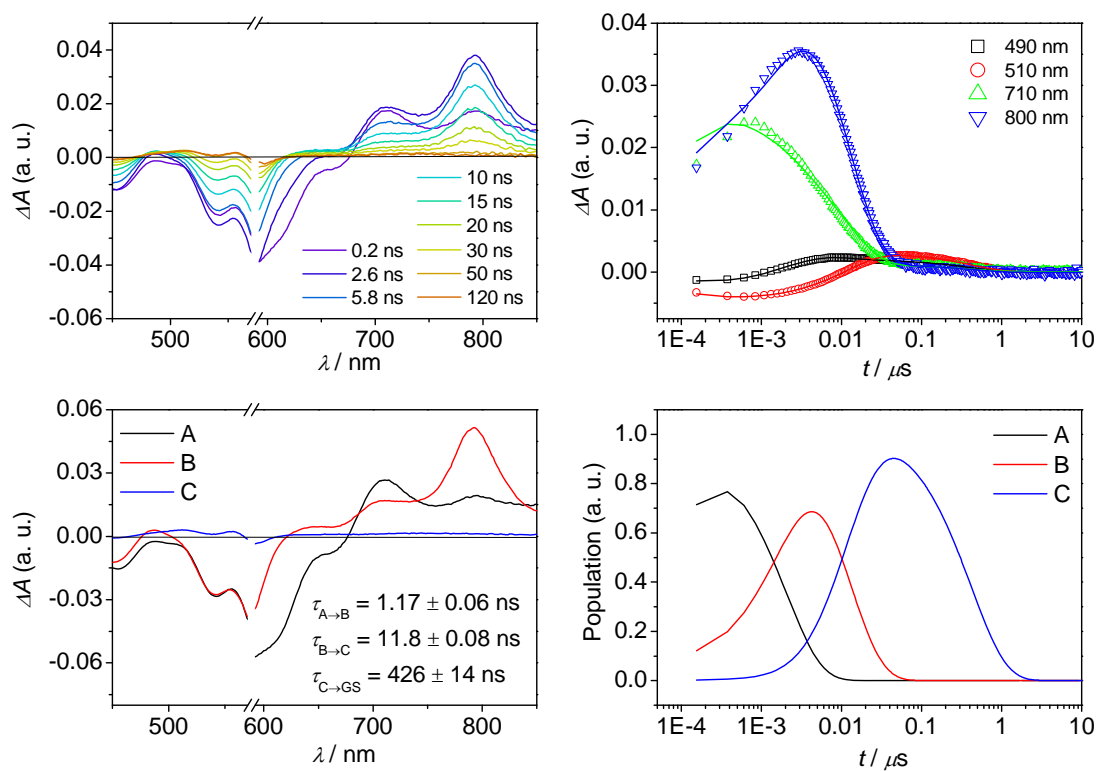 0.04
0.02
0.00
-0.02
-0.04
-0.06
ΔA (a. u.)
10 ns
15 ns
20 ns
0.2 ns
30 ns
2.6 ns
50 ns
5.8 ns
120 ns
500
600
700
800
λ / nm
0.04
0.03
0.02
0.01
0.00
ΔA (a. u.)
490 nm
510 nm
710 nm
800 nm
1E-4
1E-3
0.01
0.1
1
10
t / μs
0.06
0.03
0.00
-0.03
-0.06
ΔA (a. u.)
A
B
C
τA→B = 1.17 ± 0.06 ns
τB→C = 11.8 ± 0.08 ns
τC→GS = 426 ± 14 ns
500
600
700
800
λ / nm
1.0
0.8
0.6
0.4
0.2
0.0
Population (a. u.)
A
B
C
1E-4
1E-3
0.01
0.1
1
10
t / μs